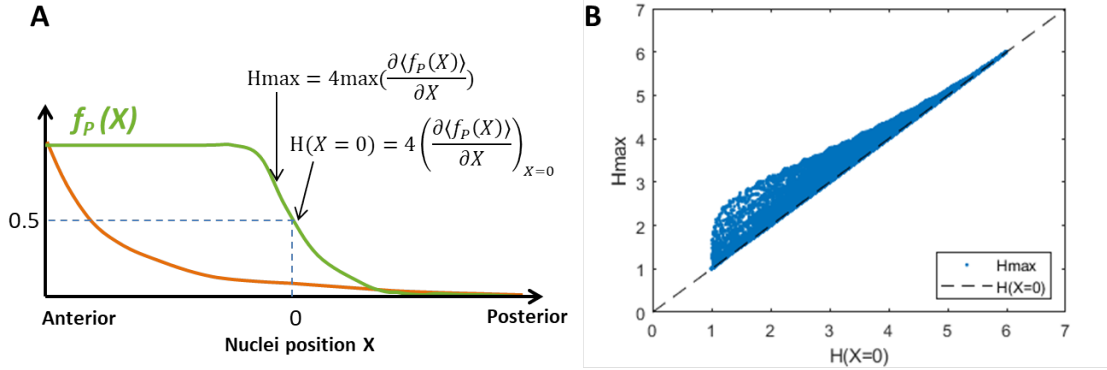 A
Hmax = 4max(∂⟨f_P(X)⟩/∂X)
f_P (X)
H(X = 0) = 4 (∂⟨f_P(X)⟩/∂X)_{X=0}
0.5
Anterior
0
Posterior
Nuclei position X
B
7
6
5
4
3
2
1
0
Hmax
Hmax
H(X=0)
0 1 2 3 4 5 6 7
H(X=0)